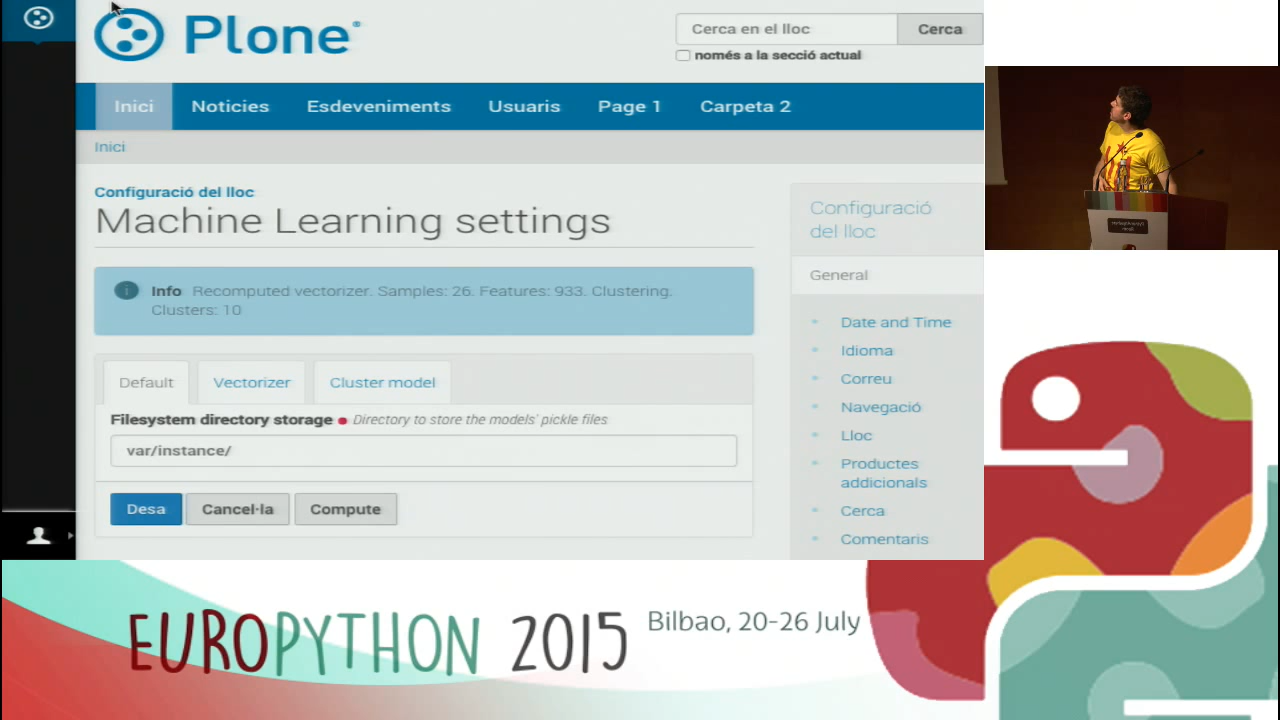 Plone®
Cerca en el lloc
Cerca
només a la secció actual
Inici
Noticies
Esdeveniments
Usuaris
Page 1
Carpeta 2
Inici
Configuració del lloc
Machine Learning settings
Info Recomputed vectorizer. Samples: 26. Features: 933. Clustering.
Clusters: 10
Default
Vectorizer
Cluster model
Filesystem directory storage Directory to store the models' pickle files
var/instance/
Desa
Cancel·la
Compute
Configuració
del lloc
General
Date and Time
Idioma
Correu
Navegació
Lloc
Productes
addicionals
Cerca
Comentaris
EUROPYTHON 2015
Bilbao, 20-26 July